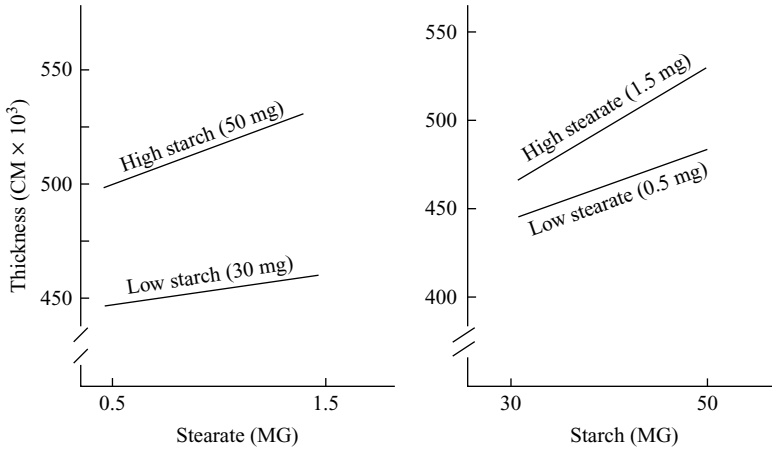 Thickness (CM × 10³)
550
500
450
High starch (50 mg)
Low starch (30 mg)
0.5
1.5
Stearate (MG)
550
500
450
400
High stearate (1.5 mg)
Low stearate (0.5 mg)
30
50
Starch (MG)